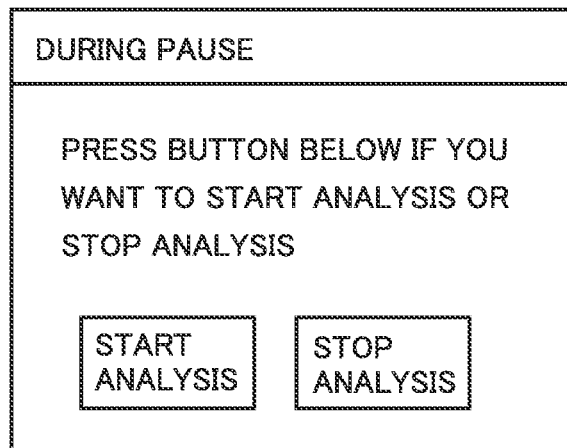 DURING PAUSE
PRESS BUTTON BELOW IF YOU
WANT TO START ANALYSIS OR
STOP ANALYSIS
START
ANALYSIS
STOP
ANALYSIS